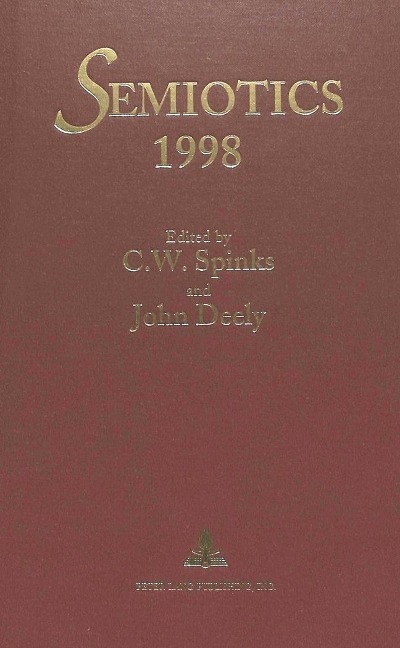 SEMIOTICS
1998
Edited by
C.W. Spinks
and
John Deely
PETER LANG PUBLISHING, INC.